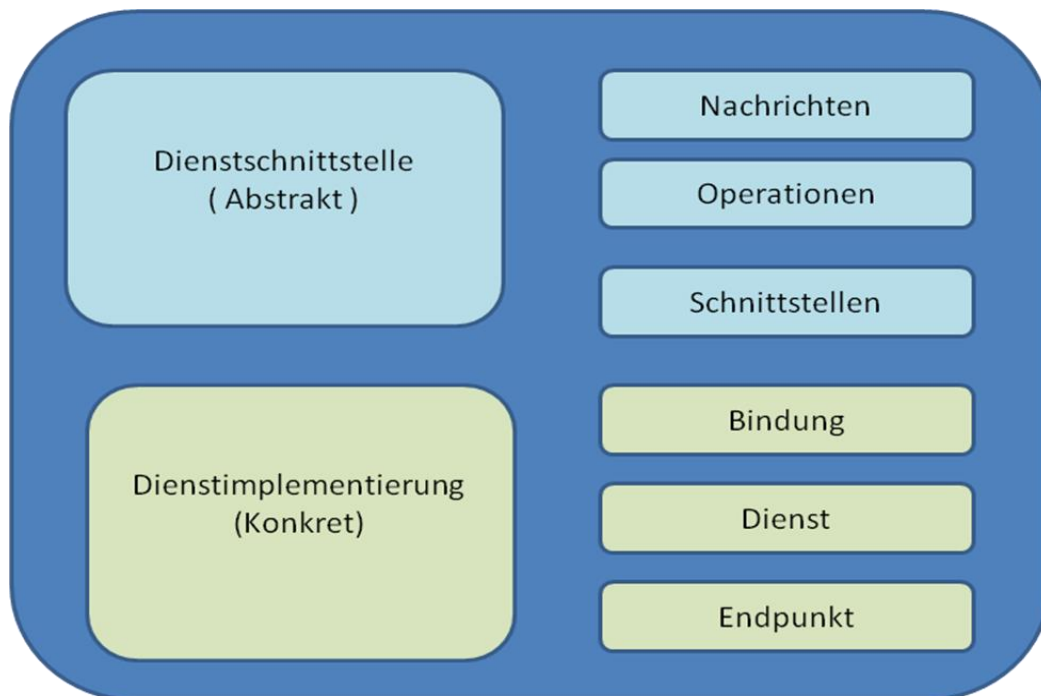 Dienstschnittstelle
( Abstrakt )
Nachrichten
Operationen
Schnittstellen
Dienstimplementierung
(Konkret)
Bindung
Dienst
Endpunkt